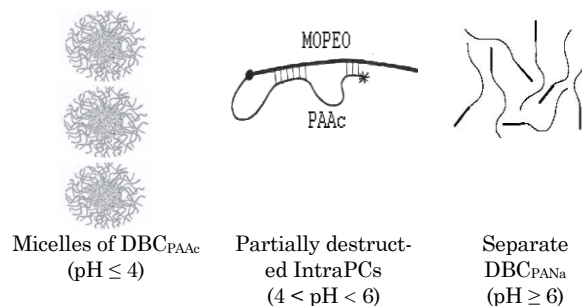 MOPEO
PAAc
Micelles of DBCPAAc
(pH ≤ 4)
Partially destruct-
ed IntraPCs
(4 < pH < 6)
Separate
DBCPANa
(pH ≥ 6)